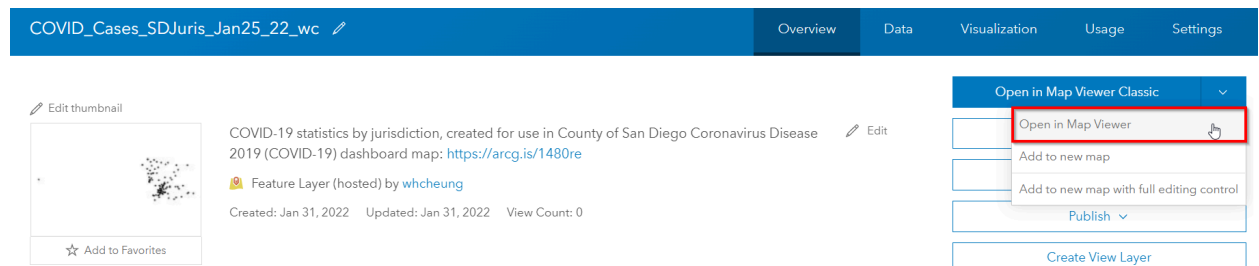 COVID_Cases_SDJuris_Jan25_22_wc
Overview
Data
Visualization
Usage
Settings
Edit thumbnail
COVID-19 statistics by jurisdiction, created for use in County of San Diego Coronavirus Disease
2019 (COVID-19) dashboard map: https://arcg.is/1480re
Edit
Feature Layer (hosted) by whcheung
Created: Jan 31, 2022 Updated: Jan 31, 2022 View Count: 0
Add to Favorites
Open in Map Viewer Classic
Open in Map Viewer
Add to new map
Add to new map with full editing control
Publish
Create View Layer